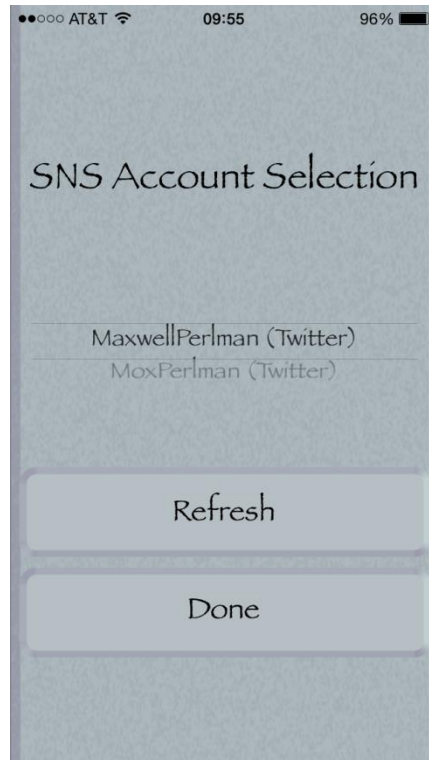 AT&T 09:55 96%
SNS Account Selection
MaxwellPerlman (Twitter)
MoxPerlman (Twitter)
Refresh
Done